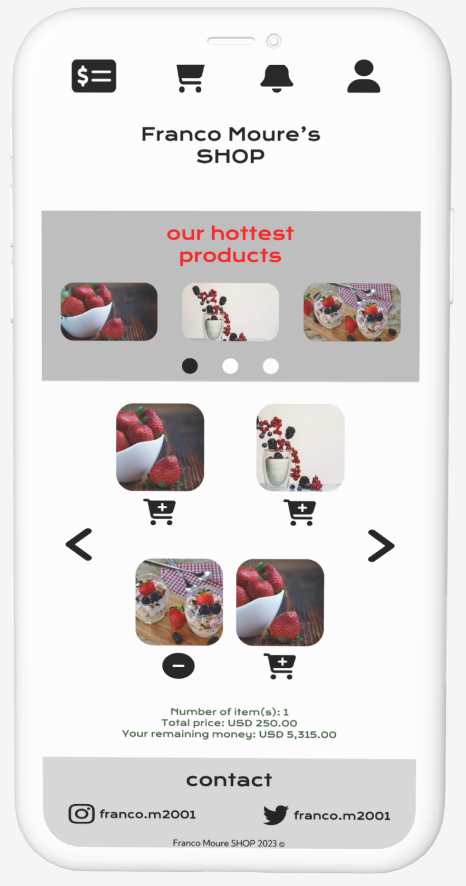 $
Franco Moure's
SHOP
our hottest
products
Number of item(s): 1
Total price: USD 250.00
Your remaining money: USD 5,315.00
contact
franco.m2001 franco.m2001
Franco Moure SHOP 2023 ©